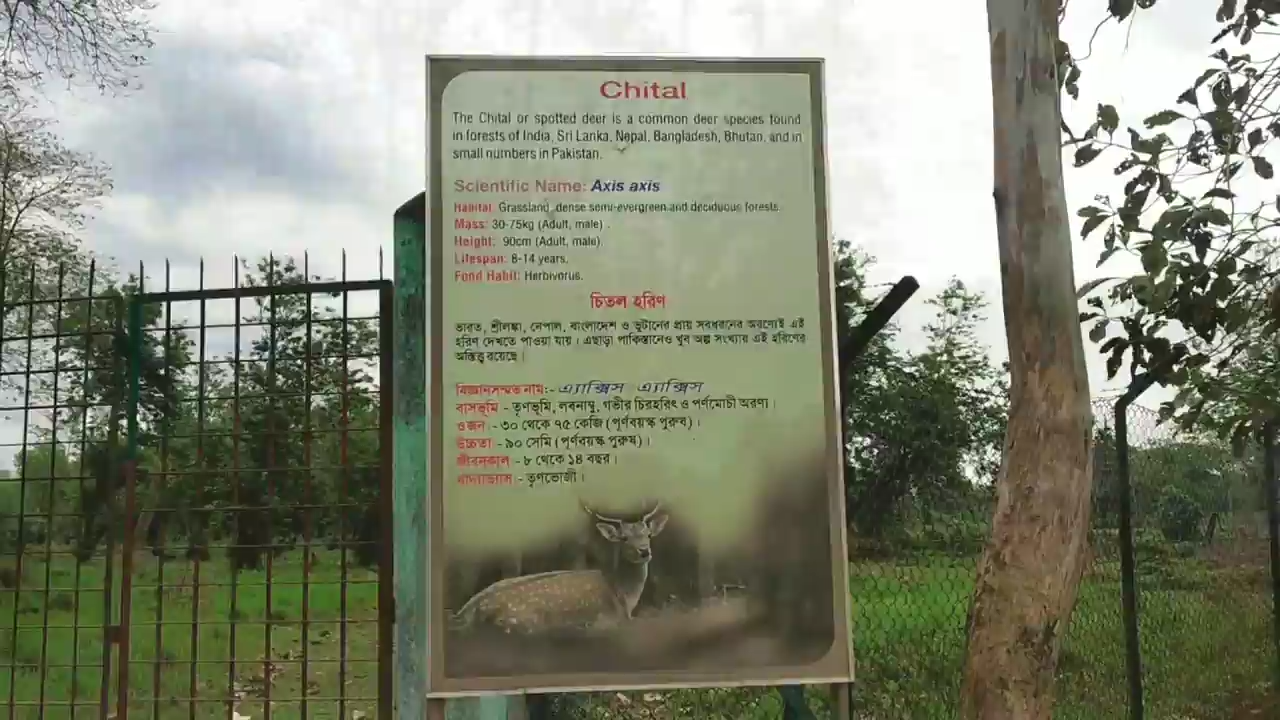 Chital
The Chital or spotted deer is a common deer species found
in forests of India, Sri Lanka, Nepal, Bangladesh, Bhutan, and in
small numbers in Pakistan.
Scientific Name: Axis axis
Habitat: Grassland, dense semi-evergreen and deciduous forests.
Mass: 30-75kg (Adult, male) .
Height: 90cm (Adult, male).
Lifespan: 8-14 years.
Food Habit: Herbivorus.
চিতল হরিণ
ভারত, শ্রীলঙ্কা, নেপাল, বাংলাদেশ ও ভূটানের প্রায় সবধরনের অরণ্যেই এই
হরিণ দেখতে পাওয়া যায়। এছাড়া পাকিস্তানেও খুব অল্প সংখ্যায় এই হরিণের
অস্তিত্ত্ব রয়েছে।
বিজ্ঞানসম্মত নাম:- এ্যাক্সিস এ্যাক্সিস
বাসভূমি - তৃণভূমি, লবনাম্বু, গভীর চিরহরিৎ ও পর্ণমোচী অরণ্য।
ওজন - ৩০ থেকে ৭৫ কেজি (পূর্ণবয়স্ক পুরুষ)।
উচ্চতা - ৯০ সেমি (পূর্ণবয়স্ক পুরুষ)।
জীবনকাল - ৮ থেকে ১৪ বছর।
খাদ্যাভ্যাস - তৃণভোজী।